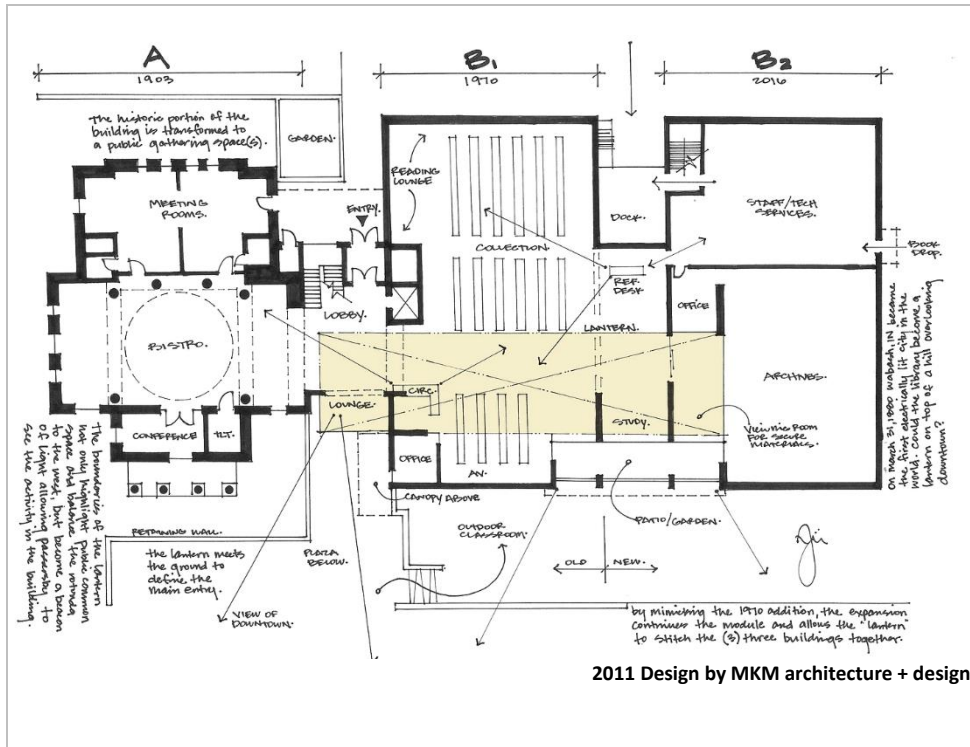 A
1903
B1
1970
B2
2016
The historic portion of the
building is transformed to
a public gathering space(s).
GARDEN.
READING
LOUNGE
MEETING
ROOMS.
ENTRY.
DOCK.
STAFF/TECH
SERVICES.
COLLECTION.
BOOK
DROP.
REF.
DESK
OFFICE
LOBBY.
LANTERN.
BISTRO.
ARCHIVES.
CIRC.
LOUNGE.
STUDY.
VIEWING ROOM
FOR SECURE
MATERIALS.
CONFERENCE
TLT.
OFFICE
AV.
CANOPY ABOVE
on march 31, 1880 wabash, IN became
the first electrically lit city in the
world. Could the library become a
lantern on top of a hill overlooking
downtown?
The boundaries of the lantern
not only highlight public common
space and balance the rotunda
to the west, but become a beacon
of light allowing passersby to
see the activity in the building.
RETAINING WALL.
the lantern meets
the ground to
define the
main entry.
PLAZA
BELOW.
OUTDOOR
CLASSROOM.
PATIO/GARDEN.
OLD
NEW.
VIEW OF
DOWNTOWN.
by mimicing the 1970 addition, the expansion
continues the module and allows the "lantern"
to stitch the (3) three buildings together.
2011 Design by MKM architecture + design